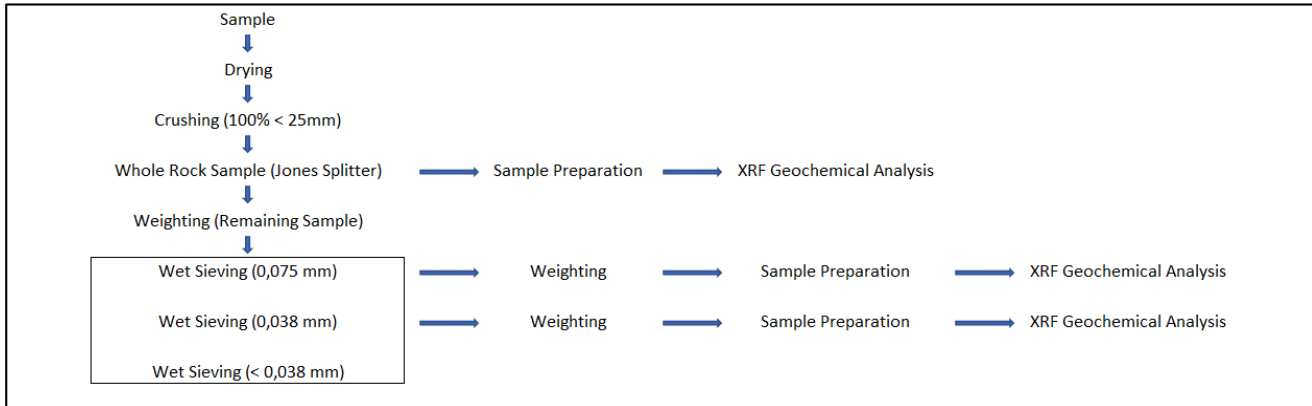 Sample
Drying
Crushing (100% < 25mm)
Whole Rock Sample (Jones Splitter) Sample Preparation XRF Geochemical Analysis
Weighting (Remaining Sample)
Wet Sieving (0,075 mm) Weighting Sample Preparation XRF Geochemical Analysis
Wet Sieving (0,038 mm) Weighting Sample Preparation XRF Geochemical Analysis
Wet Sieving (< 0,038 mm)